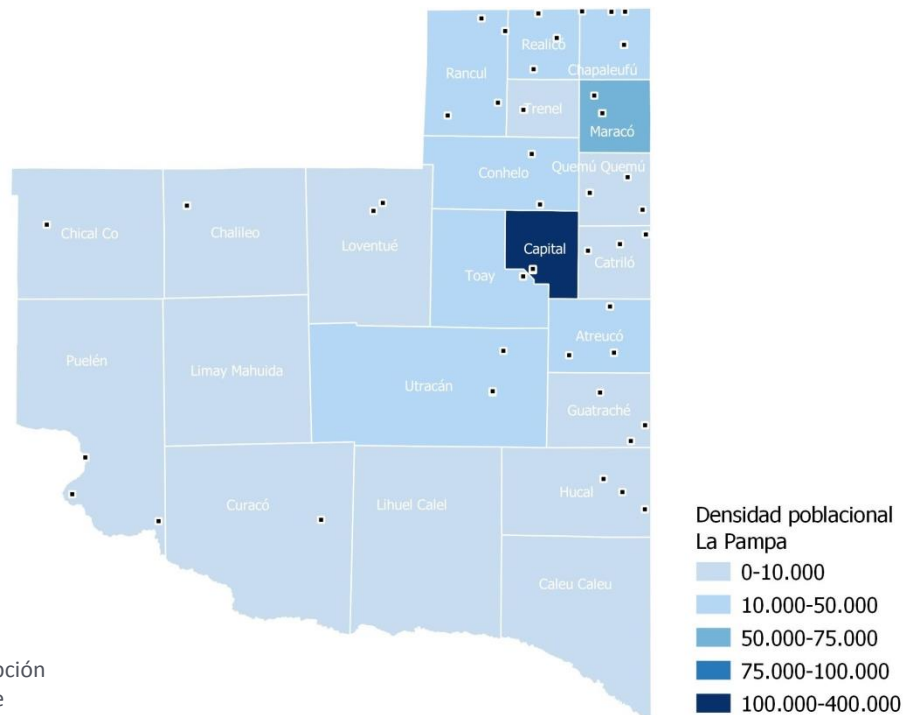 Realicó
Chapaleufú
Rancul
Trenel
Maracó
Conhelo
Quemú Quemú
Chical Co
Chalileo
Loventué
Capital
Catriló
Toay
Puelén
Limay Mahuida
Atreucó
Utracán
Guatraché
Curacó
Lihuel Calel
Hucal
Caleu Caleu
Densidad poblacional
La Pampa
0-10.000
10.000-50.000
50.000-75.000
75.000-100.000
100.000-400.000